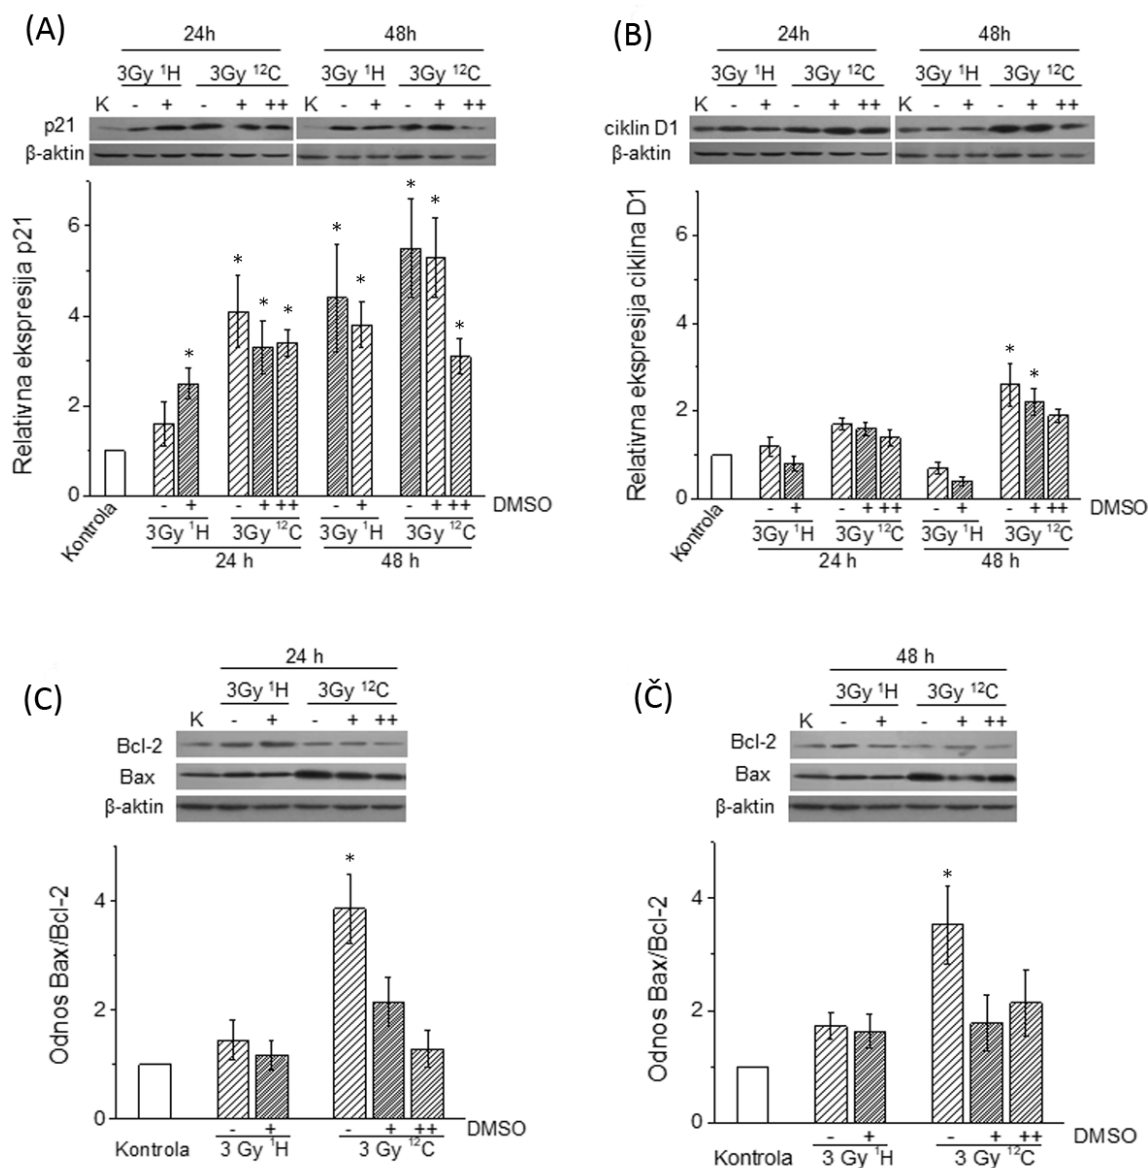 (A)
24h 48h
3Gy ¹H 3Gy ¹²C 3Gy ¹H 3Gy ¹²C
K - + - + ++ K - + - + ++
p21
β-aktin
Relativna ekspresija p21
6
4
2
0
* * * * * * * * *
- + - + ++ - + - + ++ DMSO
Kontrola 3Gy ¹H 3Gy ¹²C 3Gy ¹H 3Gy ¹²C
24 h 48 h
(B)
24h 48h
3Gy ¹H 3Gy ¹²C 3Gy ¹H 3Gy ¹²C
K - + - + ++ K - + - + ++
ciklin D1
β-aktin
Relativna ekspresija ciklina D1
6
4
2
0
* *
- + - + ++ - + - + ++ DMSO
Kontrola 3Gy ¹H 3Gy ¹²C 3Gy ¹H 3Gy ¹²C
24 h 48 h
(C)
24 h
3Gy ¹H 3Gy ¹²C
K - + - + ++
Bcl-2
Bax
β-aktin
Odnos Bax/Bcl-2
4
2
0
*
- + - + ++ DMSO
Kontrola 3 Gy ¹H 3 Gy ¹²C
(Č)
48 h
3Gy ¹H 3Gy ¹²C
K - + - + ++
Bcl-2
Bax
β-aktin
Odnos Bax/Bcl-2
4
2
0
*
- + - + ++ DMSO
Kontrola 3 Gy ¹H 3 Gy ¹²C